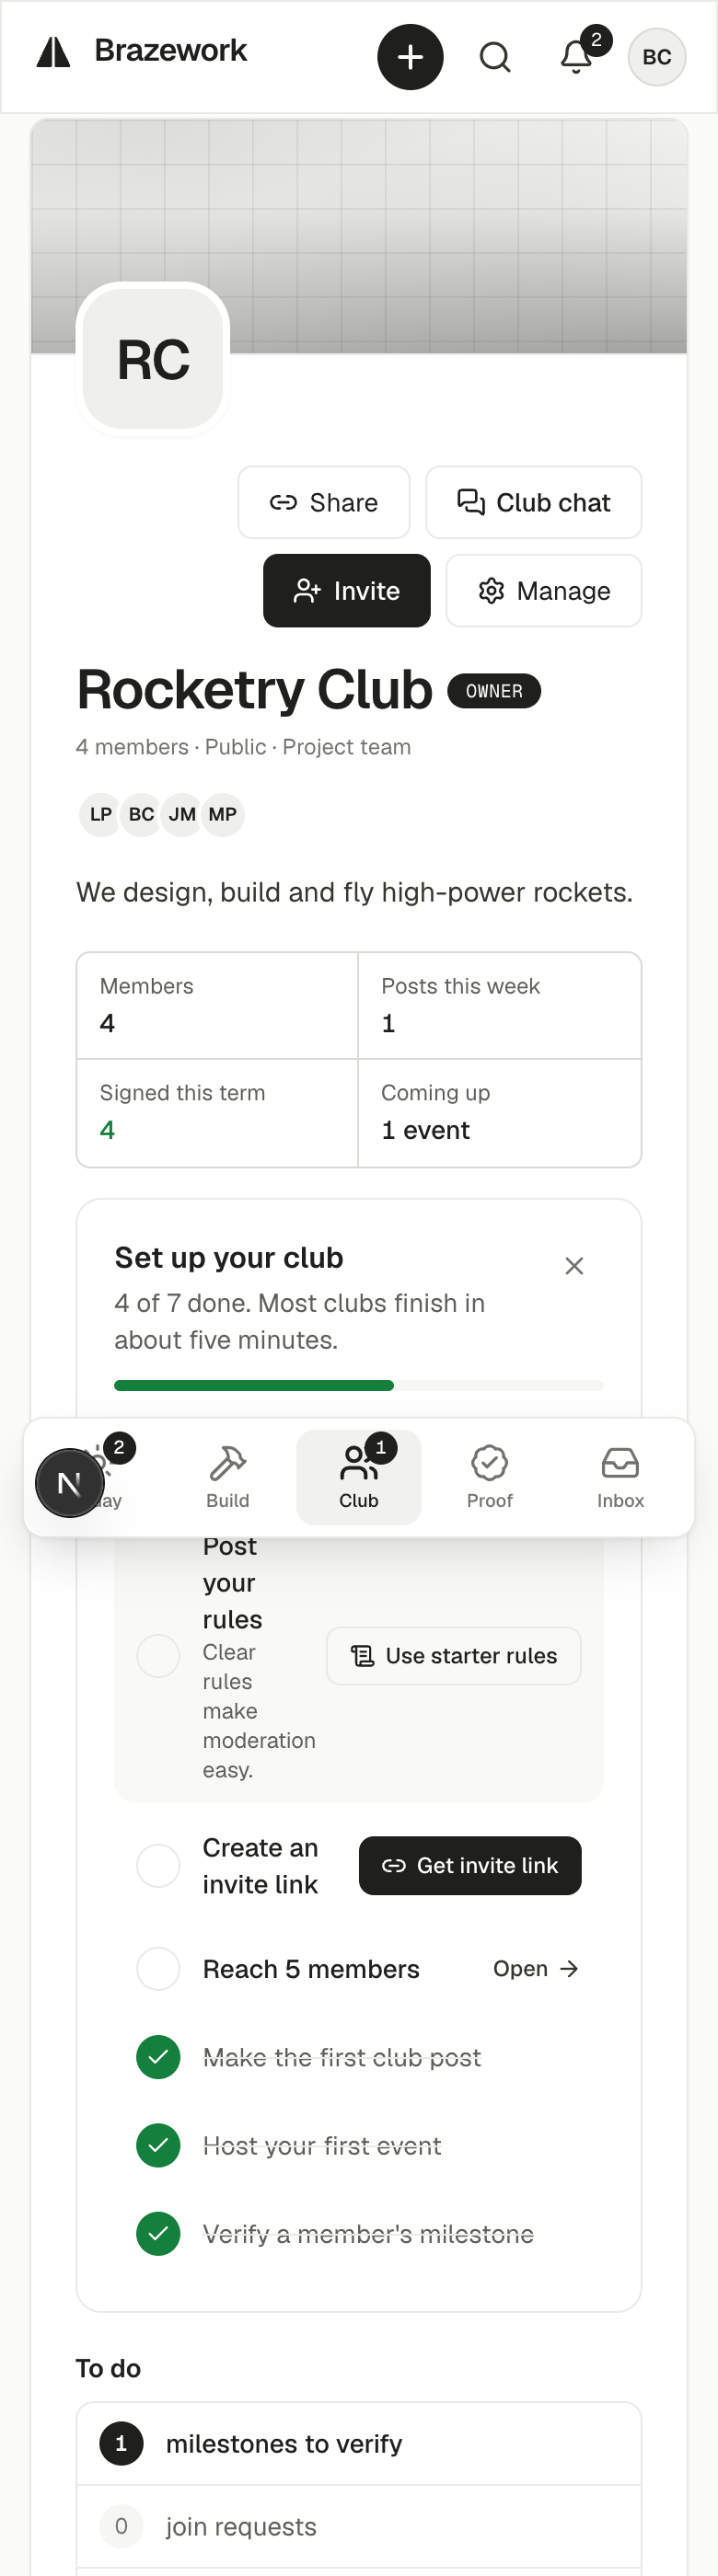 Brazework
2
BC
RC
Share
Club chat
Invite
Manage
Rocketry Club OWNER
4 members · Public · Project team
LP BC JM MP
We design, build and fly high-power rockets.
Members
4
Posts this week
1
Signed this term
4
Coming up
1 event
Set up your club
4 of 7 done. Most clubs finish in
about five minutes.
2
N
ay
Build
1
Club
Proof
Inbox
Post
your
rules
Clear
rules
make
moderation
easy.
Use starter rules
Create an
invite link
Get invite link
Reach 5 members
Open
Make the first club post
Host your first event
Verify a member's milestone
To do
1 milestones to verify
0 join requests